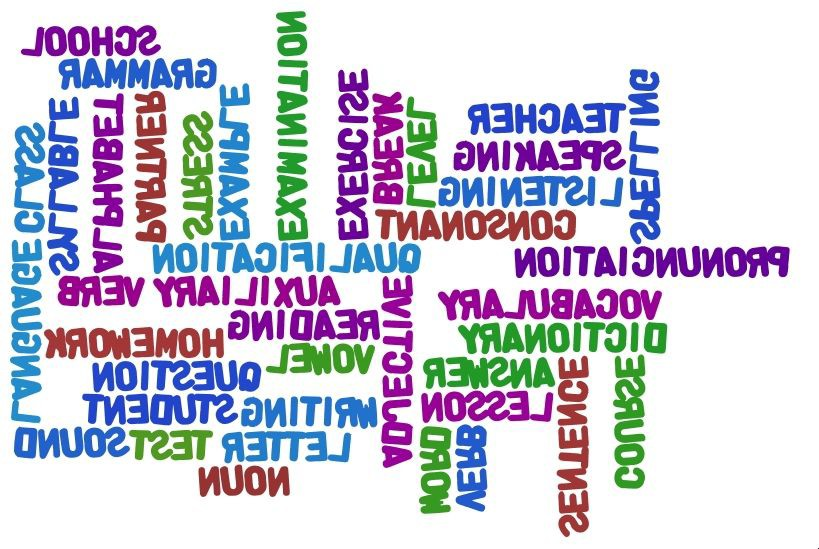 SCHOOL
GRAMMAR
LANGUAGE CLASS
SYLLABLE
ALPHABET
PARTNER
STRESS
EXAMPLE
EXAMINATION
EXERCISE
BREAK
LEVEL
TEACHER
SPEAKING
LISTENING
SPELLING
CONSONANT
QUALIFICATION
PRONUNCIATION
AUXILIARY VERB
READING
ADJECTIVE
VOCABULARY
HOMEWORK
VOWEL
DICTIONARY
QUESTION
ANSWER
SENTENCE
COURSE
STUDENT
WRITING
LESSON
SOUND
TEST
LETTER
WORD
VERB
NOUN